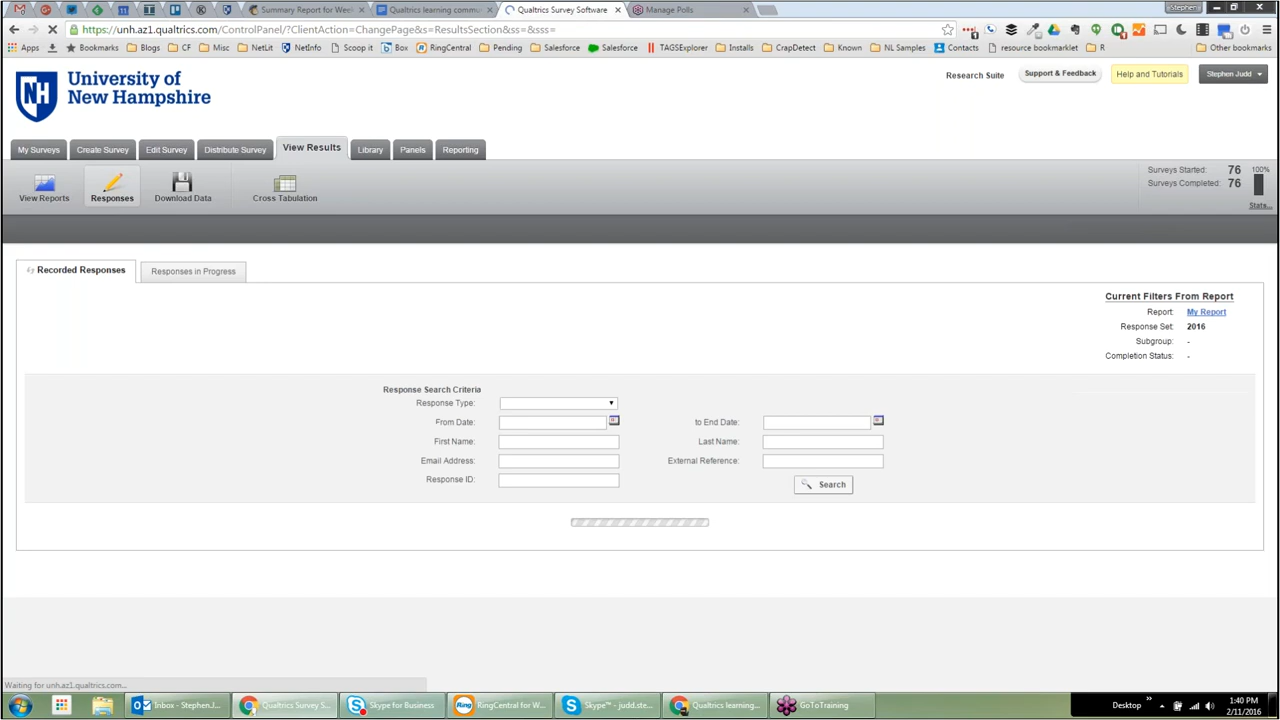 Summary Report for Wee
Qualtrics learning commu
Qualtrics Survey Software
Manage Polls
Stephen
https://unh.az1.qualtrics.com/ControlPanel/?ClientAction=ChangePage&s=ResultsSection&ss=&sss=
Apps
Bookmarks
Blogs
CF
Misc
NetLit
NetInfo
Scoop it
Box
RingCentral
Pending
Salesforce
Salesforce
TAGSExplorer
Installs
CrapDetect
Known
NL Samples
Contacts
resource bookmarklet
R
Other bookmarks
NH
University of
New Hampshire
Research Suite
Support & Feedback
Help and Tutorials
Stephen Judd
My Surveys
Create Survey
Edit Survey
Distribute Survey
View Results
Library
Panels
Reporting
View Reports
Responses
Download Data
Cross Tabulation
Surveys Started: 76
Surveys Completed: 76
100%
Stats...
Recorded Responses
Responses in Progress
Current Filters From Report
Report: My Report
Response Set: 2016
Subgroup: -
Completion Status: -
Response Search Criteria
Response Type:
From Date:
to End Date:
First Name:
Last Name:
Email Address:
External Reference:
Response ID:
Search
Waiting for unh.az1.qualtrics.com...
Inbox - Stephen.J...
Qualtrics Survey S...
Skype for Business
RingCentral for W...
Skype™ - judd.ste...
Qualtrics learning...
GoToTraining
Desktop
1:40 PM
2/11/2016